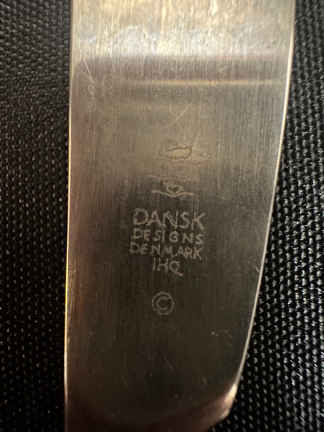 DANSK
DESIGNS
DENMARK
IHQ
©